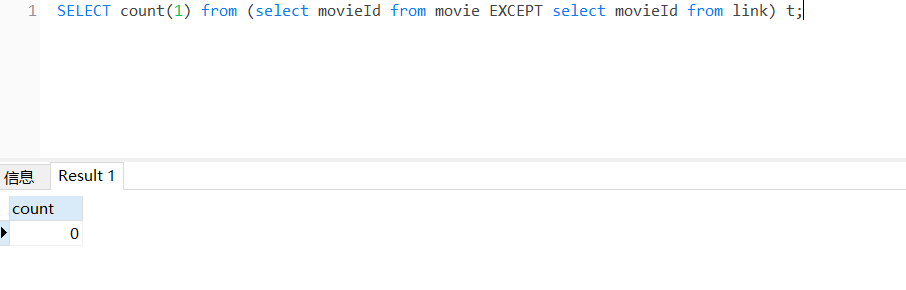 1 SELECT count(1) from (select movieId from movie EXCEPT select movieId from link) t;
信息 Result 1
count
0